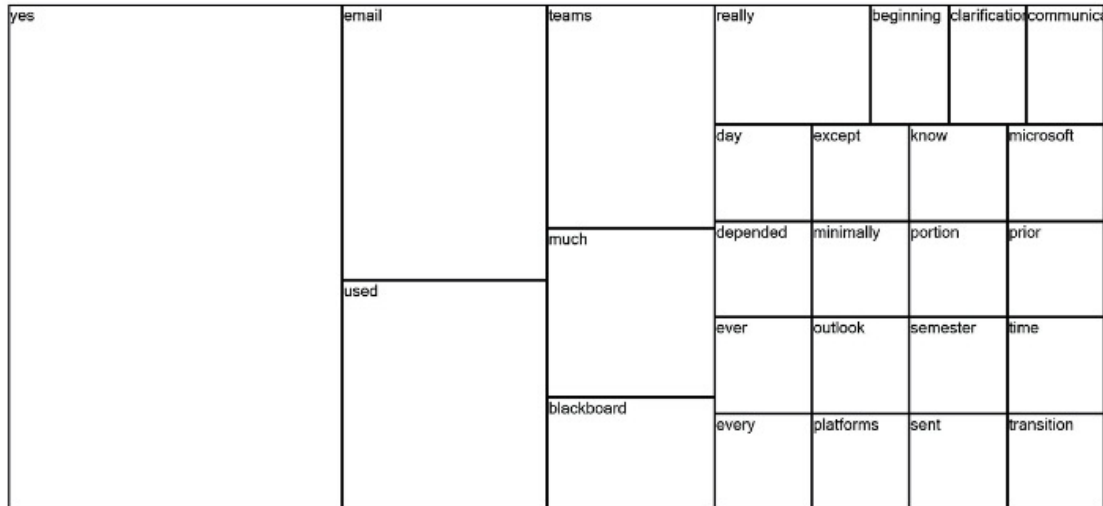 yes
email
teams
really
beginning
clarification
communica
day
except
know
microsoft
much
depended
minimally
portion
prior
used
ever
outlook
semester
time
blackboard
every
platforms
sent
transition